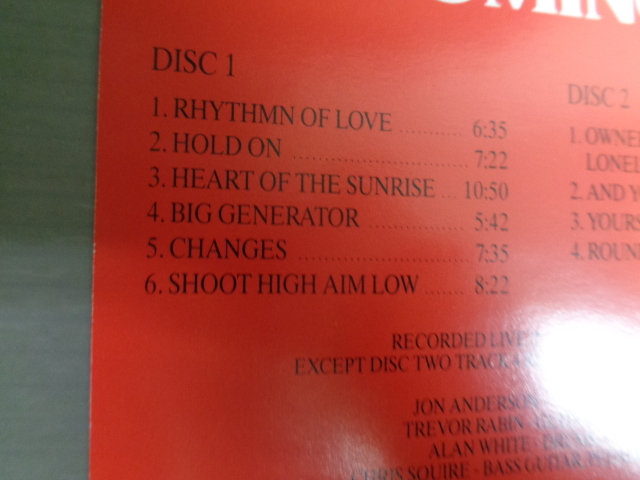 DISC 1
1. RHYTHMN OF LOVE .......... 6:35
2. HOLD ON .......... 7:22
3. HEART OF THE SUNRISE ... 10:50
4. BIG GENERATOR .......... 5:42
5. CHANGES .......... 7:35
6. SHOOT HIGH AIM LOW ....... 8:22
DISC 2
1. OWNE
LONEL
2. AND Y
3. YOURS
4. ROUN
RECORDED LIVE
EXCEPT DISC TWO TRACK
JON ANDERSON
TREVOR RABIN
ALAN WHITE
CHRIS SQUIRE - BASS GUITAR